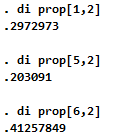 . di prop[1,2]
.2972973
. di prop[5,2]
.203091
. di prop[6,2]
.41257849